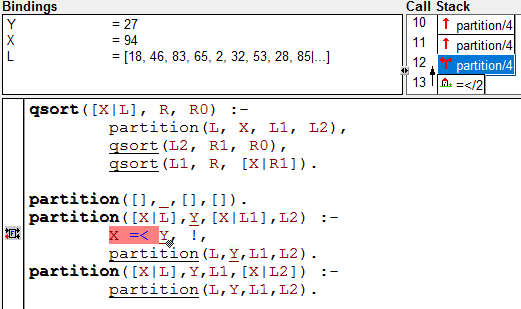 Bindings
Y = 27
X = 94
L = [18, 46, 83, 65, 2, 32, 53, 28, 85|...]
Call Stack
10 partition/4
11 partition/4
12 partition/4
13 =</2
qsort([X|L], R, R0) :-
partition(L, X, L1, L2),
qsort(L2, R1, R0),
qsort(L1, R, [X|R1]).
partition([],_,[],[]).
partition([X|L],Y,[X|L1],L2) :-
X =< Y, !,
partition(L,Y,L1,L2).
partition([X|L],Y,L1,[X|L2]) :-
partition(L,Y,L1,L2).